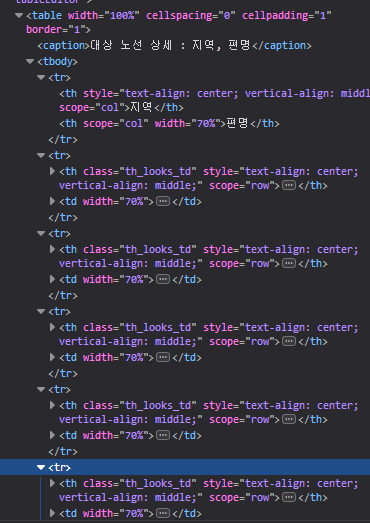 <table width="100%" cellspacing="0" cellpadding="1"
border="1">
<caption>대상 노선 상세 : 지역, 편명</caption>
<tbody>
<tr>
<th style="text-align: center; vertical-align:
scope="col">지역</th>
<th scope="col" width="70%">편명</th>
</tr>
<tr>
<th class="th_looks_td" style="text-align: center;
vertical-align: middle;" scope="row">…</th>
<td width="70%">…</td>
</tr>
<tr>
<th class="th_looks_td" style="text-align: center;
vertical-align: middle;" scope="row">…</th>
<td width="70%">…</td>
</tr>
<tr>
<th class="th_looks_td" style="text-align: center;
vertical-align: middle;" scope="row">…</th>
<td width="70%">…</td>
</tr>
<tr>
<th class="th_looks_td" style="text-align: center;
vertical-align: middle;" scope="row">…</th>
<td width="70%">…</td>
</tr>
<tr>
<th class="th_looks_td" style="text-align: center;
vertical-align: middle;" scope="row">…</th>
<td width="70%">…</td>